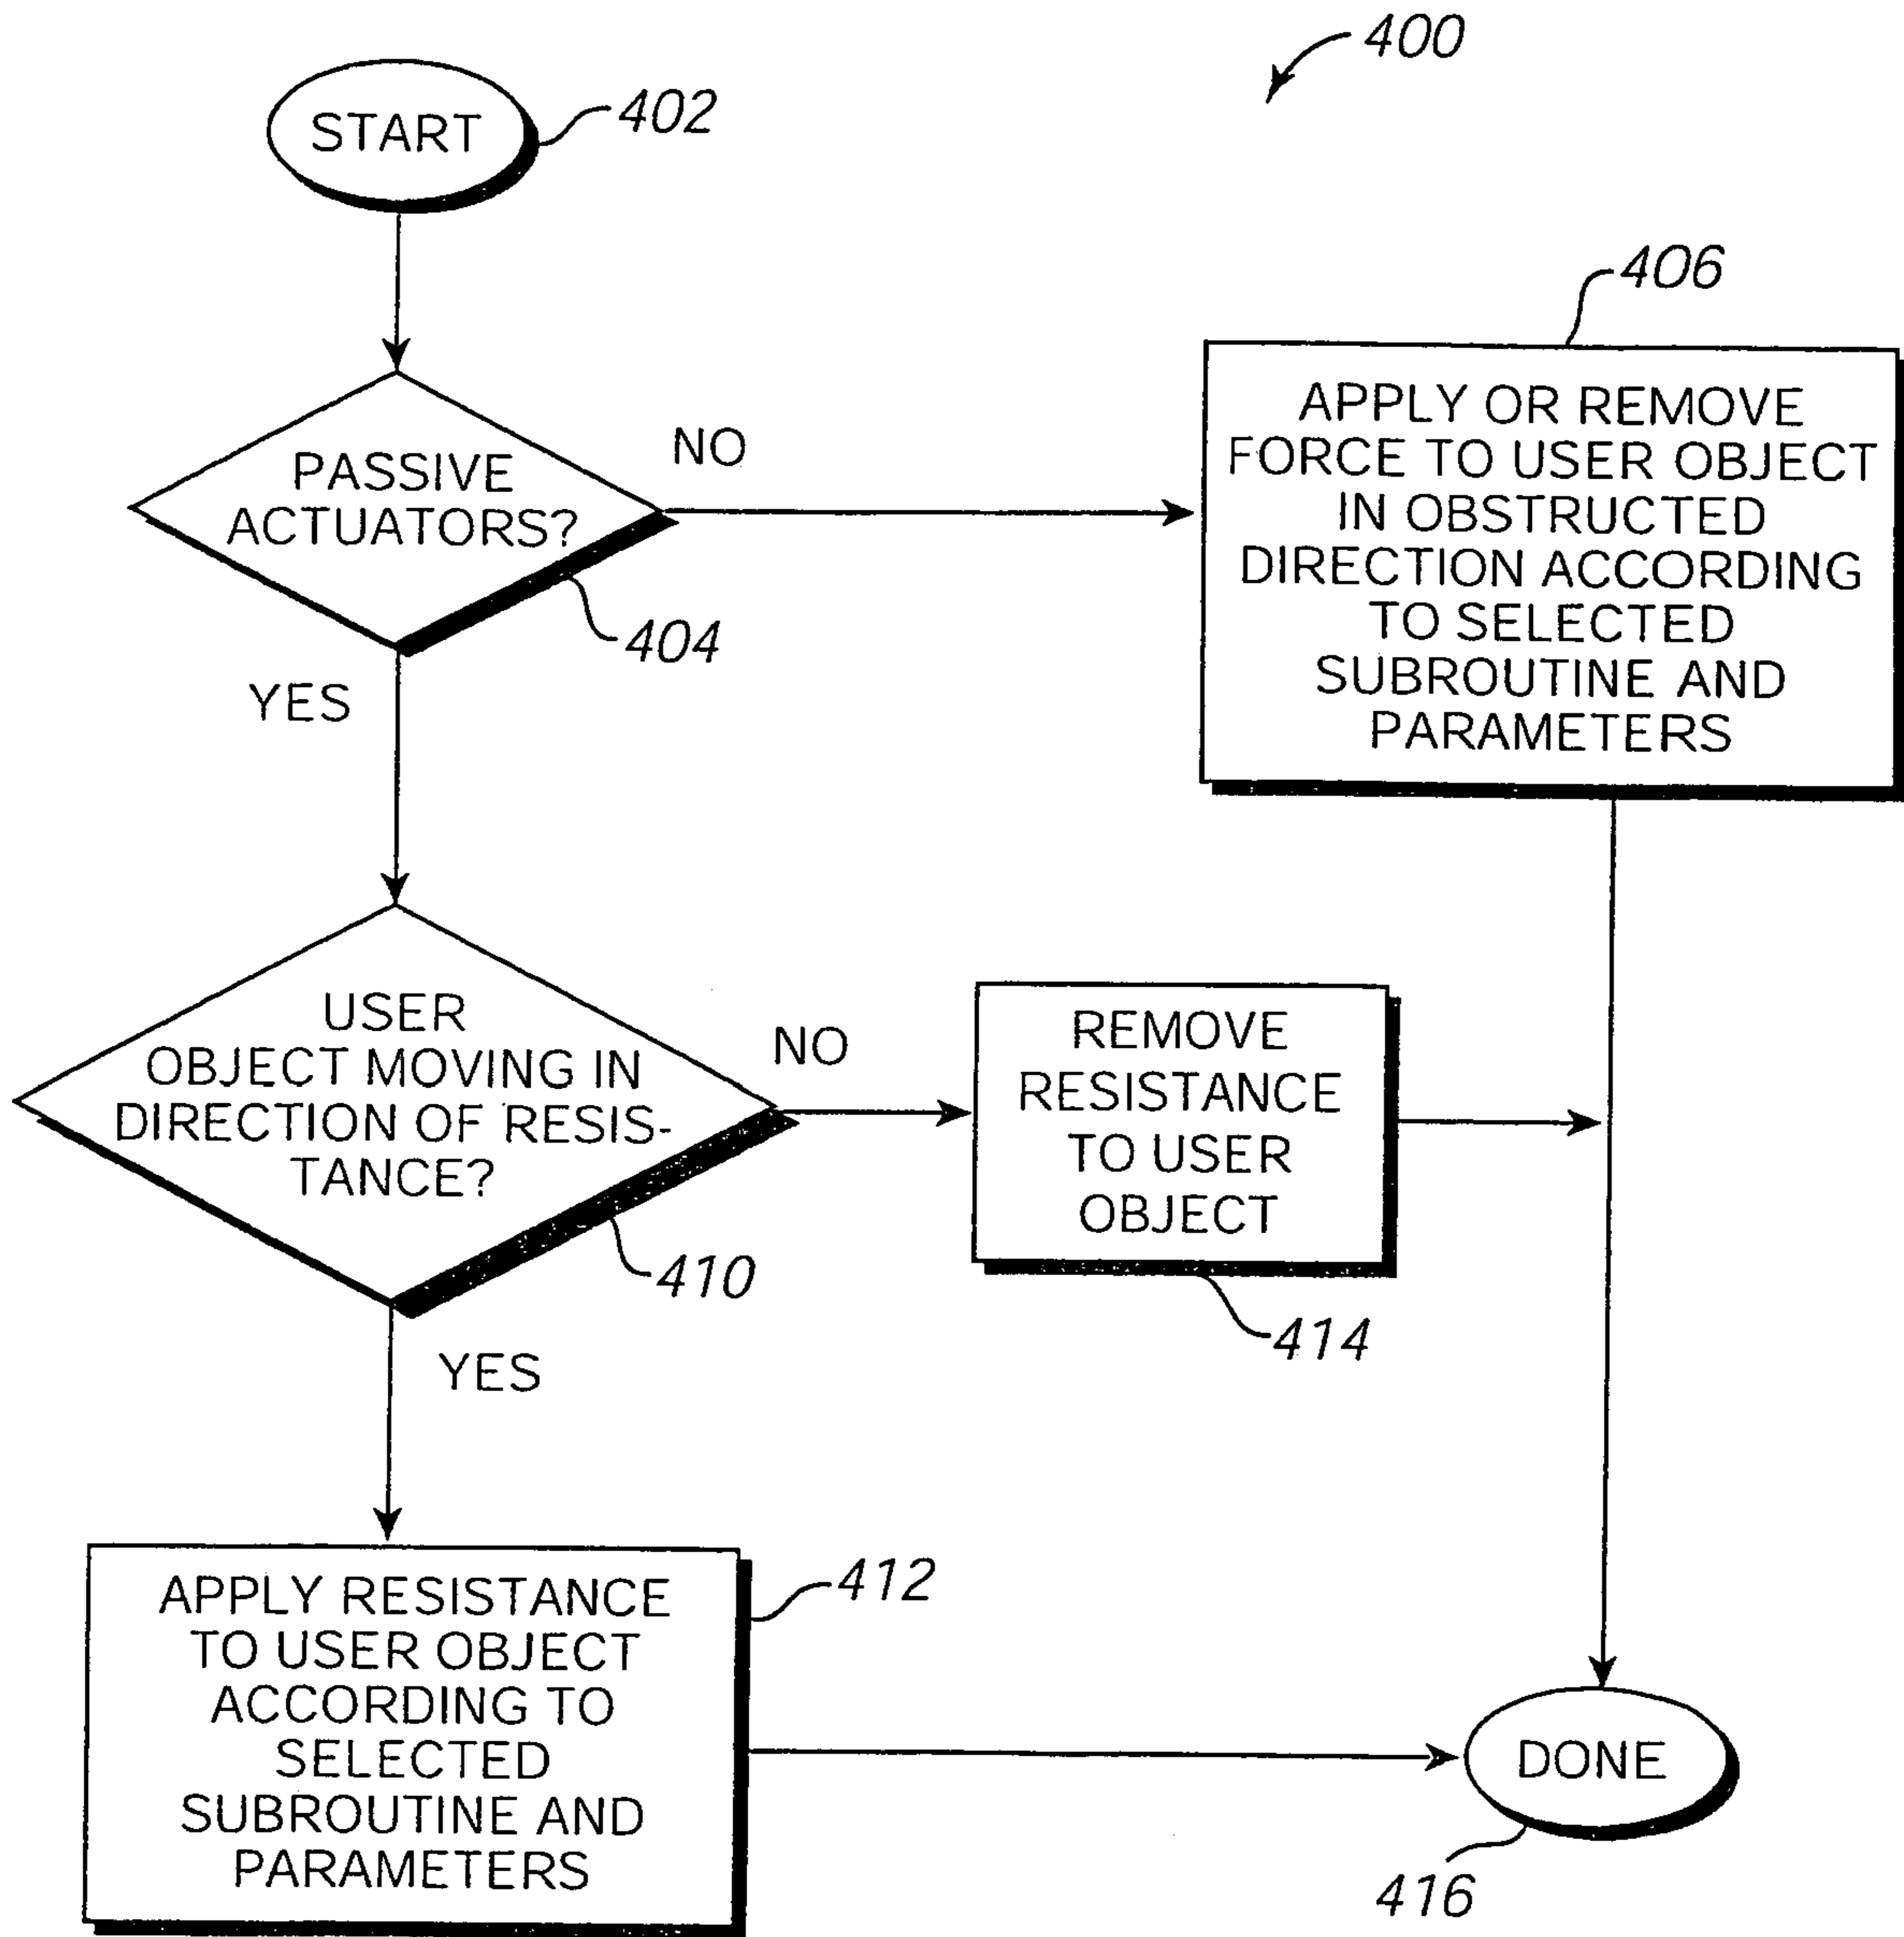 400
START
402
406
APPLY OR REMOVE
FORCE TO USER OBJECT
IN OBSTRUCTED
DIRECTION ACCORDING
TO SELECTED
SUBROUTINE AND
PARAMETERS
NO
PASSIVE
ACTUATORS?
404
YES
USER
OBJECT MOVING IN
DIRECTION OF RESIS-
TANCE?
NO
410
REMOVE
RESISTANCE
TO USER
OBJECT
414
YES
APPLY RESISTANCE
TO USER OBJECT
ACCORDING TO
SELECTED
SUBROUTINE AND
PARAMETERS
412
DONE
416